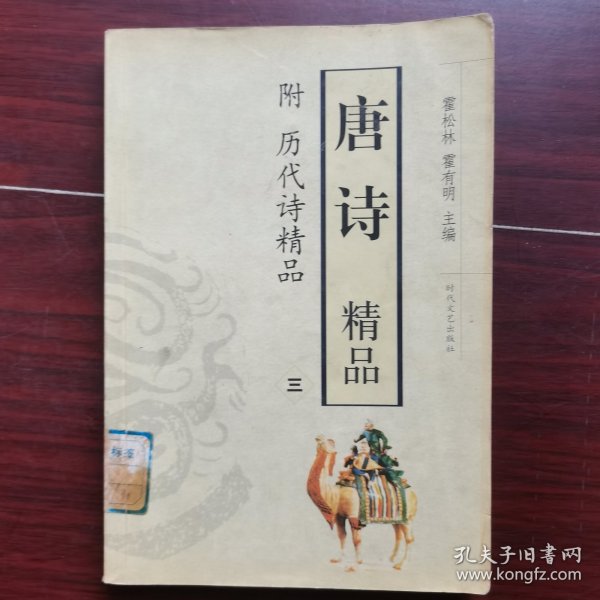 霍松林 霍有明 主编
时代文艺出版社
唐诗 精品
附 历代诗精品
三
孔夫子旧书网
www.kongfz.com